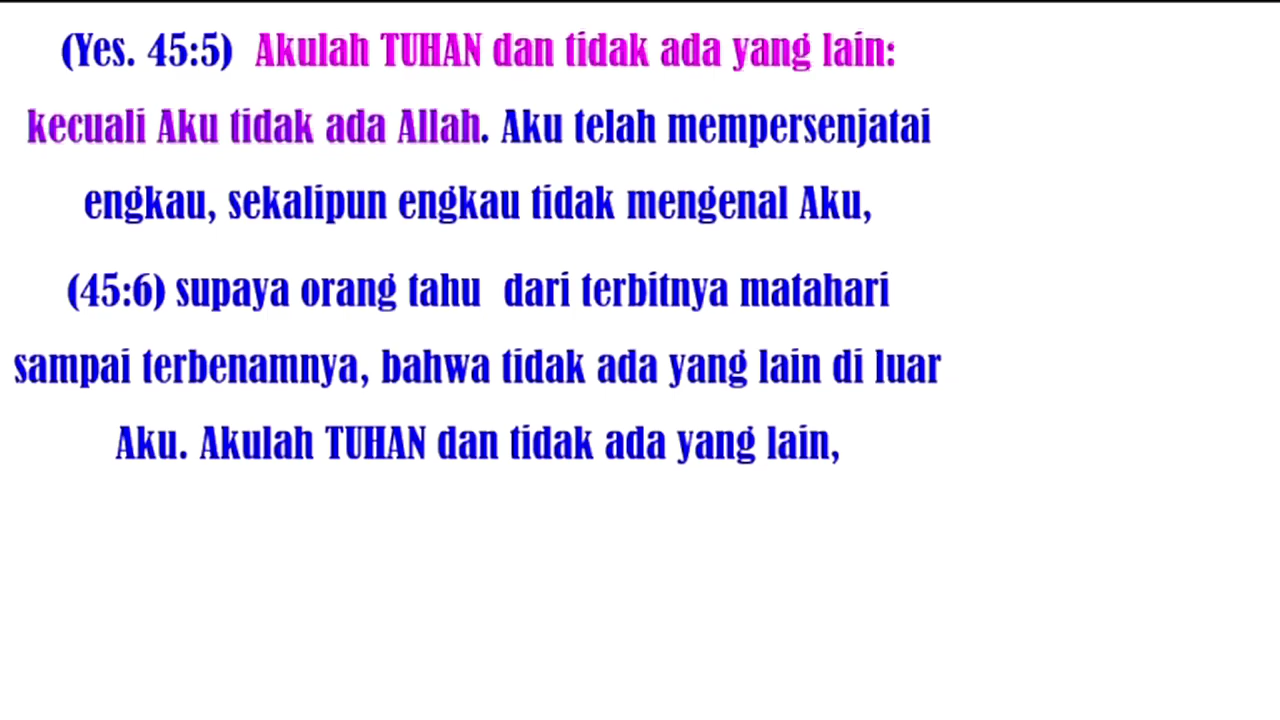 (Yes. 45:5)  Akulah TUHAN dan tidak ada yang lain:
kecuali Aku tidak ada Allah. Aku telah mempersenjatai
engkau, sekalipun engkau tidak mengenal Aku,
(45:6) supaya orang tahu  dari terbitnya matahari
sampai terbenamnya, bahwa tidak ada yang lain di luar
Aku. Akulah TUHAN dan tidak ada yang lain,